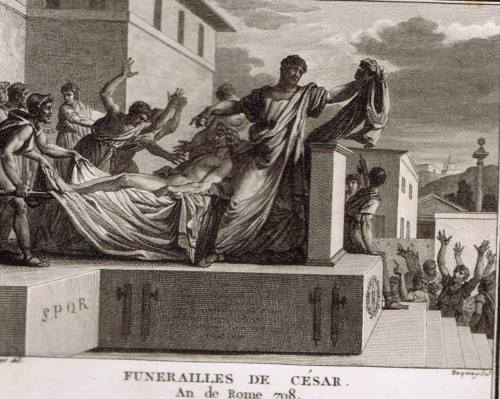 SPQR
FUNERAILLES DE CÉSAR.
An de Rome 708.